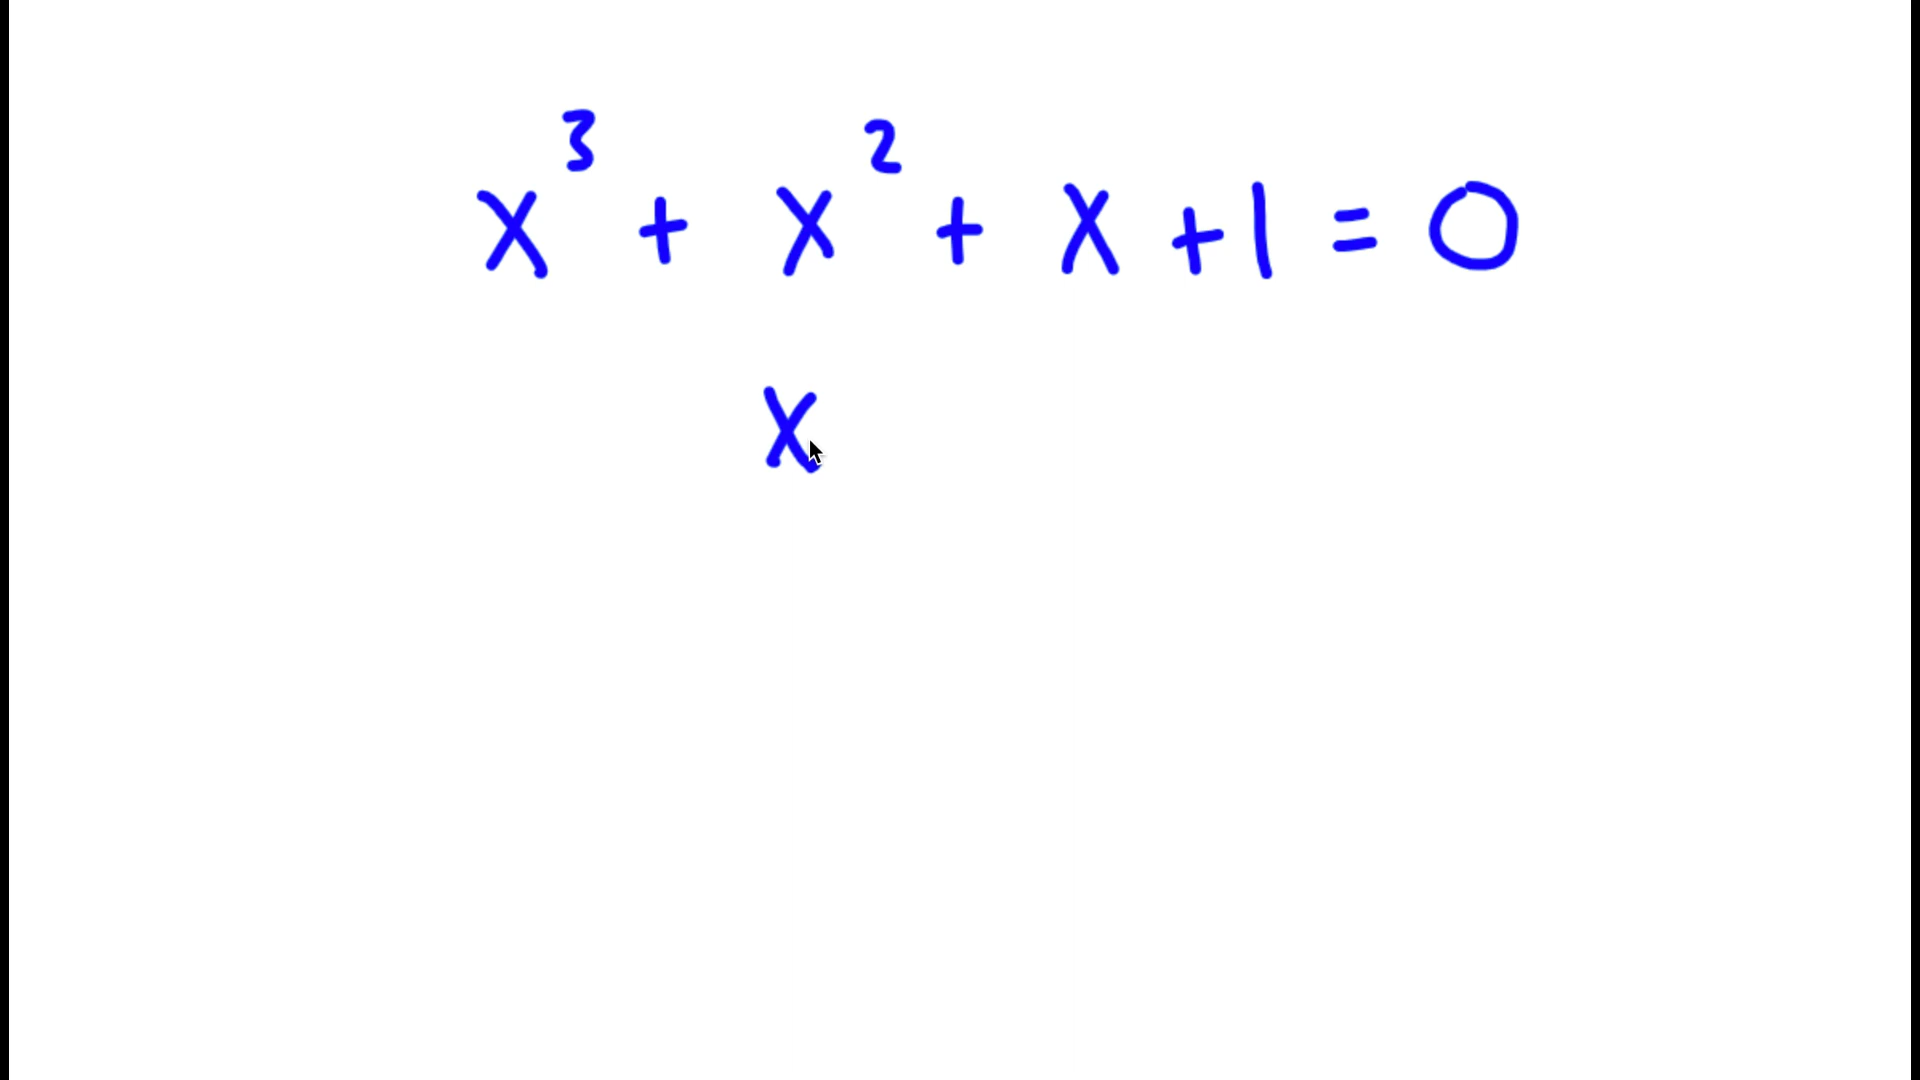 x³ + x² + x + 1 = 0
x